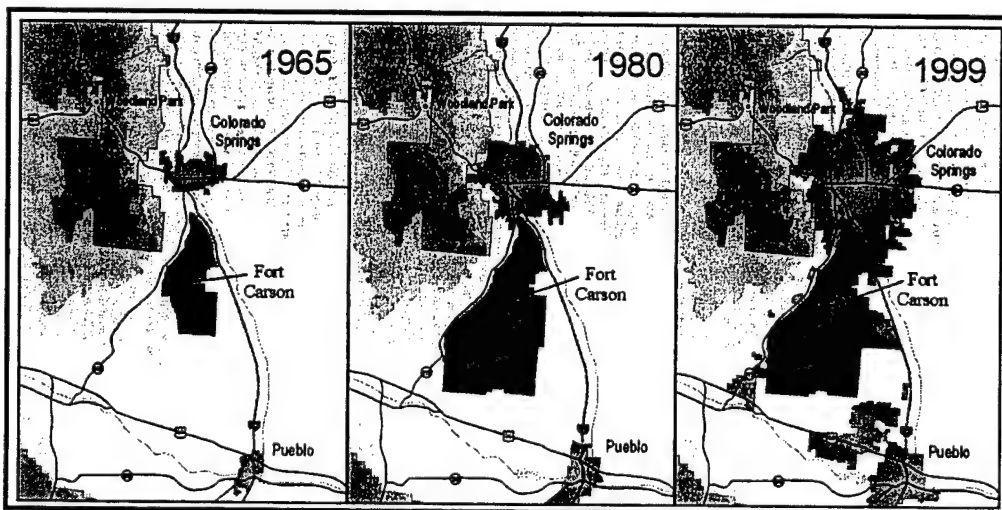 1965
Woodland Park
Colorado
Springs
Fort
Carson
Pueblo
1980
Woodland Park
Colorado
Springs
Fort
Carson
Pueblo
1999
Woodland Park
Colorado
Springs
Fort
Carson
Pueblo